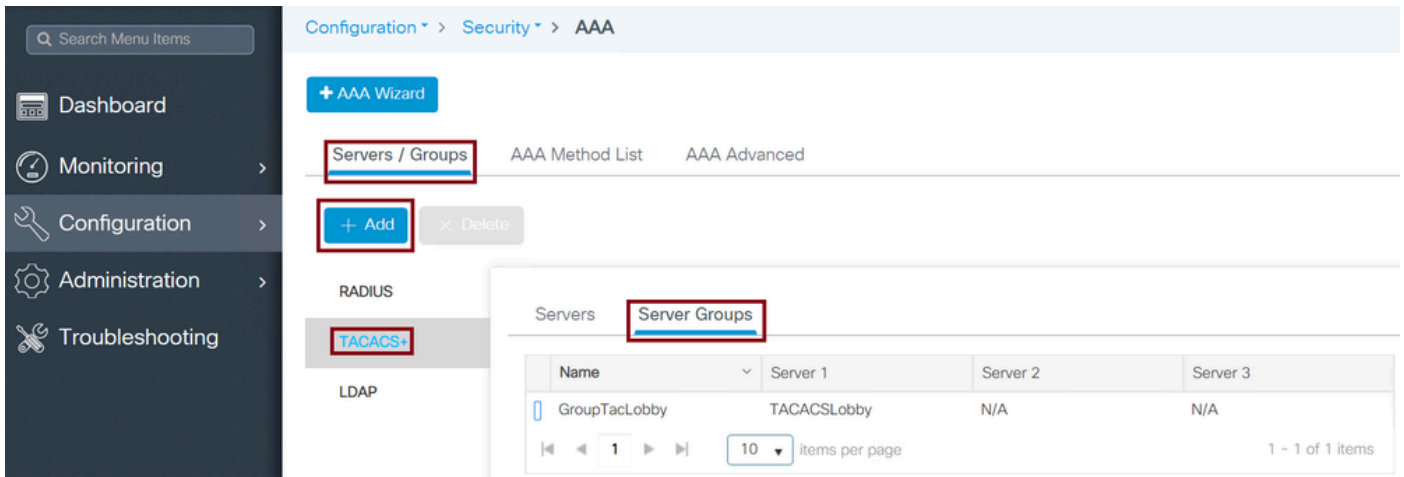 Search Menu Items
Dashboard
Monitoring
Configuration
Administration
Troubleshooting
Configuration > Security > AAA
+ AAA Wizard
Servers / Groups AAA Method List AAA Advanced
+ Add × Delete
RADIUS
TACACS+
LDAP
Servers Server Groups
Name Server 1 Server 2 Server 3
GroupTacLobby TACACSLobby N/A N/A
1 10 items per page 1 - 1 of 1 items